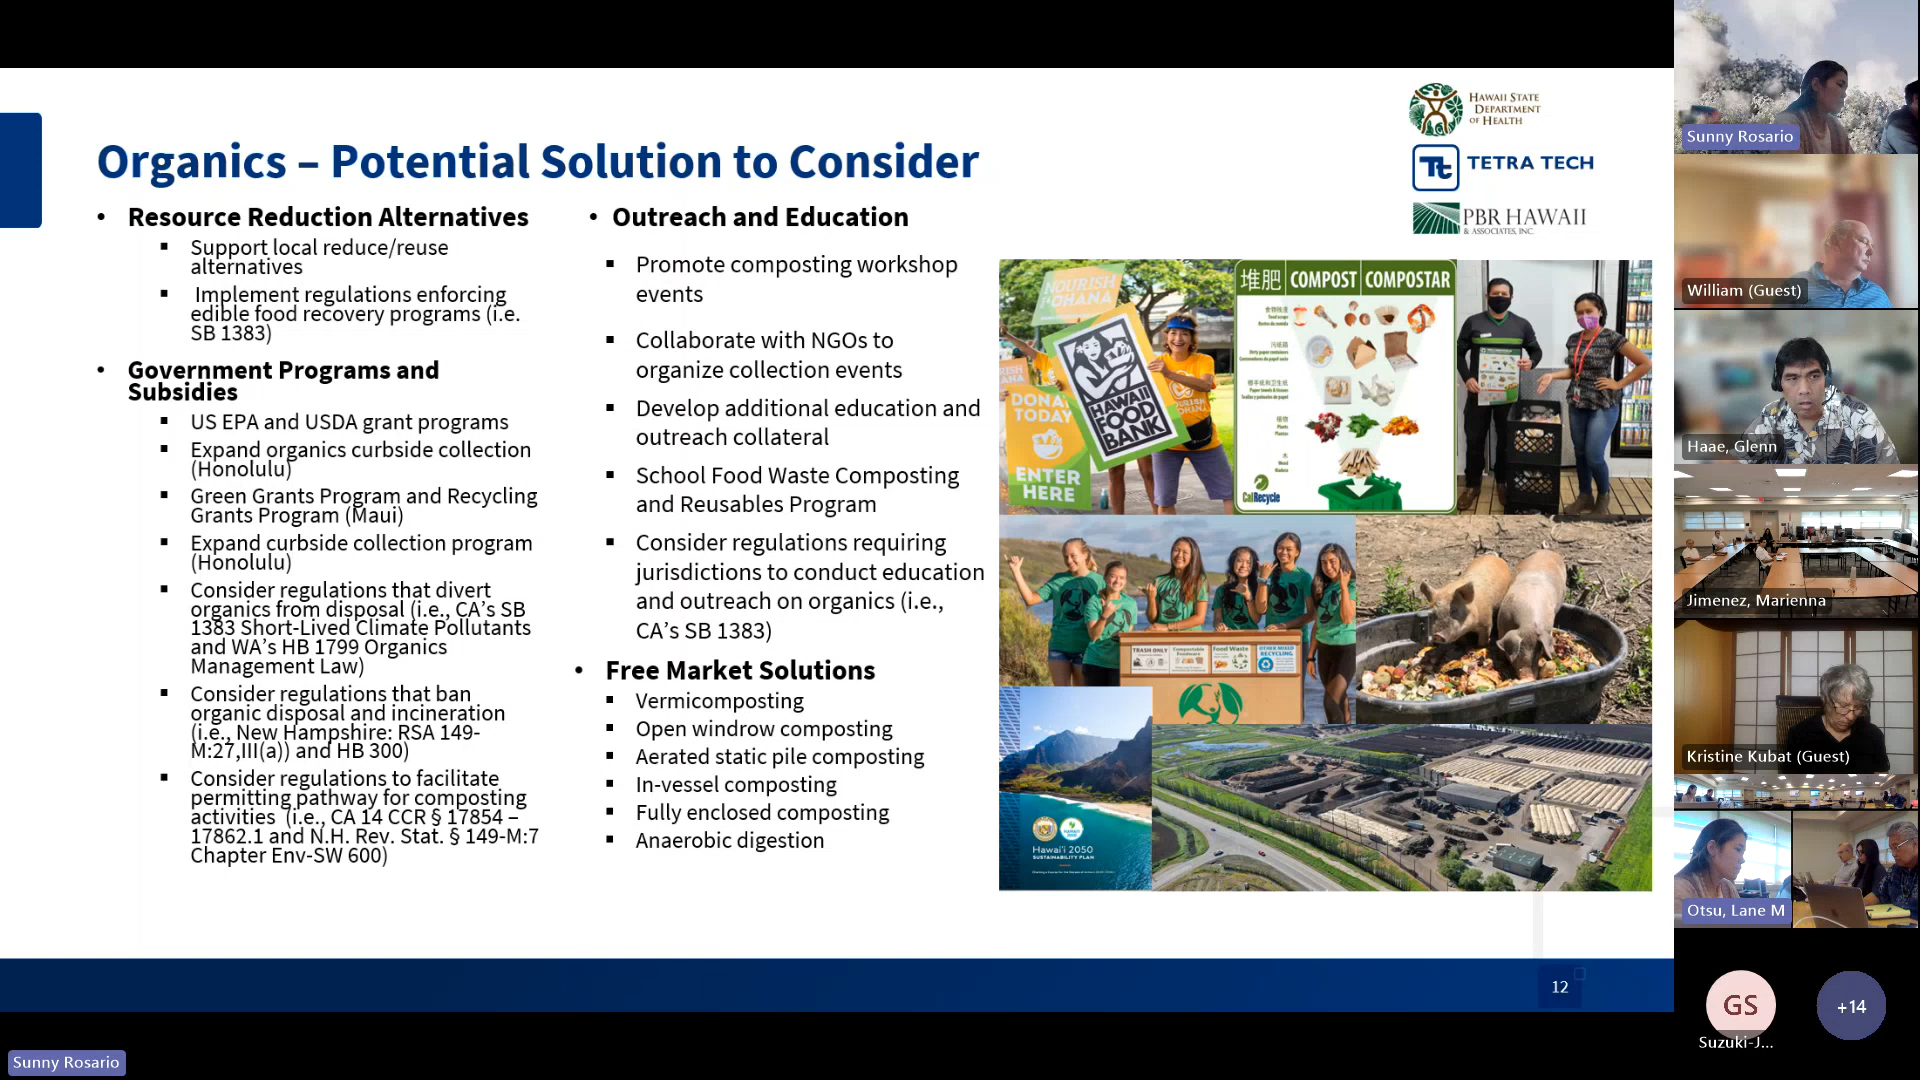 Organics – Potential Solution to Consider
• Resource Reduction Alternatives
▪ Support local reduce/reuse
alternatives
▪ Implement regulations enforcing
edible food recovery programs (i.e.
SB 1383)
• Government Programs and
Subsidies
▪ US EPA and USDA grant programs
▪ Expand organics curbside collection
(Honolulu)
▪ Green Grants Program and Recycling
Grants Program (Maui)
▪ Expand curbside collection program
(Honolulu)
▪ Consider regulations that divert
organics from disposal (i.e., CA’s SB
1383 Short-Lived Climate Pollutants
and WA’s HB 1799 Organics
Management Law)
▪ Consider regulations that ban
organic disposal and incineration
(i.e., New Hampshire: RSA 149-
M:27,III(a)) and HB 300)
▪ Consider regulations to facilitate
permitting pathway for composting
activities (i.e., CA 14 CCR § 17854 –
17862.1 and N.H. Rev. Stat. § 149-M:7
Chapter Env-SW 600)
• Outreach and Education
▪ Promote composting workshop
events
▪ Collaborate with NGOs to
organize collection events
▪ Develop additional education and
outreach collateral
▪ School Food Waste Composting
and Reusables Program
▪ Consider regulations requiring
jurisdictions to conduct education
and outreach on organics (i.e.,
CA’s SB 1383)
• Free Market Solutions
▪ Vermicomposting
▪ Open windrow composting
▪ Aerated static pile composting
▪ In-vessel composting
▪ Fully enclosed composting
▪ Anaerobic digestion
HAWAII STATE
DEPARTMENT
OF HEALTH
Tt TETRA TECH
PBR HAWAII
& ASSOCIATES, INC.
NOURISH
'OHANA
HAWAII
FOOD
BANK
TODAY
ENTER
HERE
堆肥 COMPOST COMPOSTAR
CalRecycle
TRASH ONLY
Food Waste
Hawai‘i 2050
SUSTAINABILITY PLAN
12
Sunny Rosario
William (Guest)
Haae, Glenn
Jimenez, Marienna
Kristine Kubat (Guest)
Otsu, Lane M
GS
Suzuki-J...
+14
Sunny Rosario